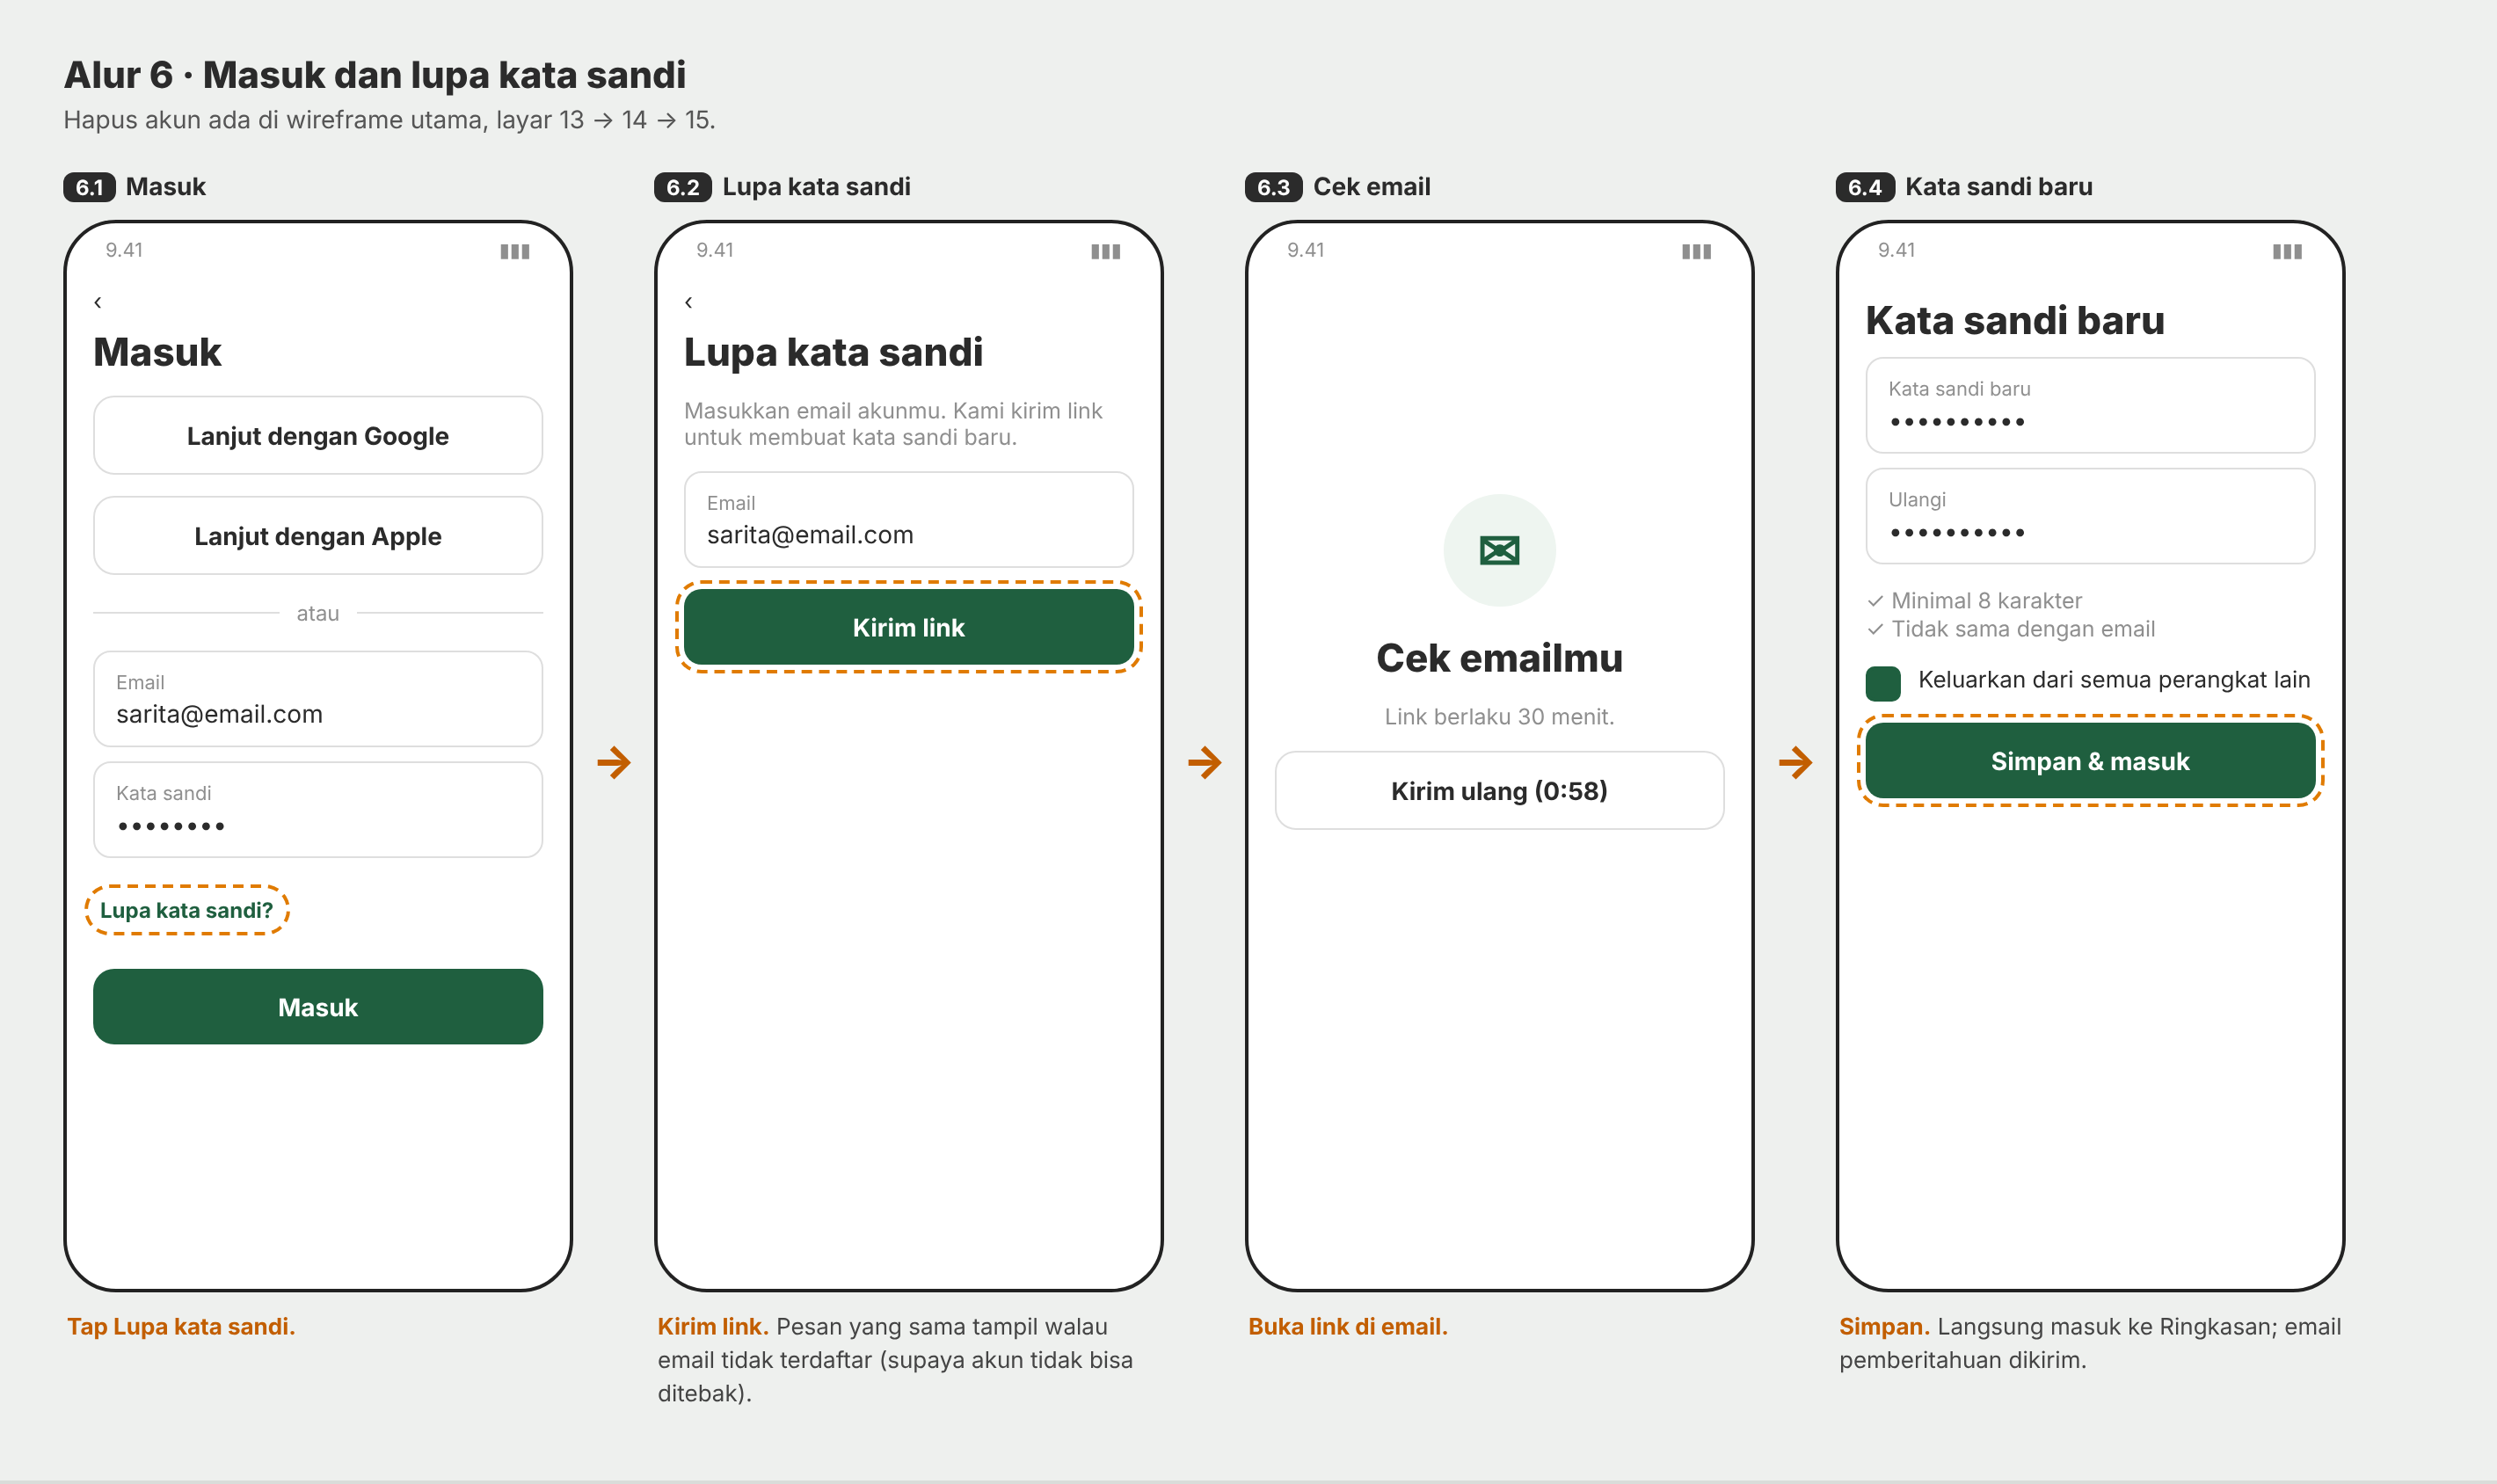 Alur 6 · Masuk dan lupa kata sandi
Hapus akun ada di wireframe utama, layar 13 → 14 → 15.
6.1 Masuk
9.41
‹
Masuk
Lanjut dengan Google
Lanjut dengan Apple
atau
Email
sarita@email.com
Kata sandi
••••••••
Lupa kata sandi?
Masuk
Tap Lupa kata sandi.
→
6.2 Lupa kata sandi
9.41
‹
Lupa kata sandi
Masukkan email akunmu. Kami kirim link
untuk membuat kata sandi baru.
Email
sarita@email.com
Kirim link
Kirim link. Pesan yang sama tampil walau
email tidak terdaftar (supaya akun tidak bisa
ditebak).
→
6.3 Cek email
9.41
Cek emailmu
Link berlaku 30 menit.
Kirim ulang (0:58)
Buka link di email.
→
6.4 Kata sandi baru
9.41
Kata sandi baru
Kata sandi baru
••••••••••
Ulangi
••••••••••
✓ Minimal 8 karakter
✓ Tidak sama dengan email
Keluarkan dari semua perangkat lain
Simpan & masuk
Simpan. Langsung masuk ke Ringkasan; email
pemberitahuan dikirim.